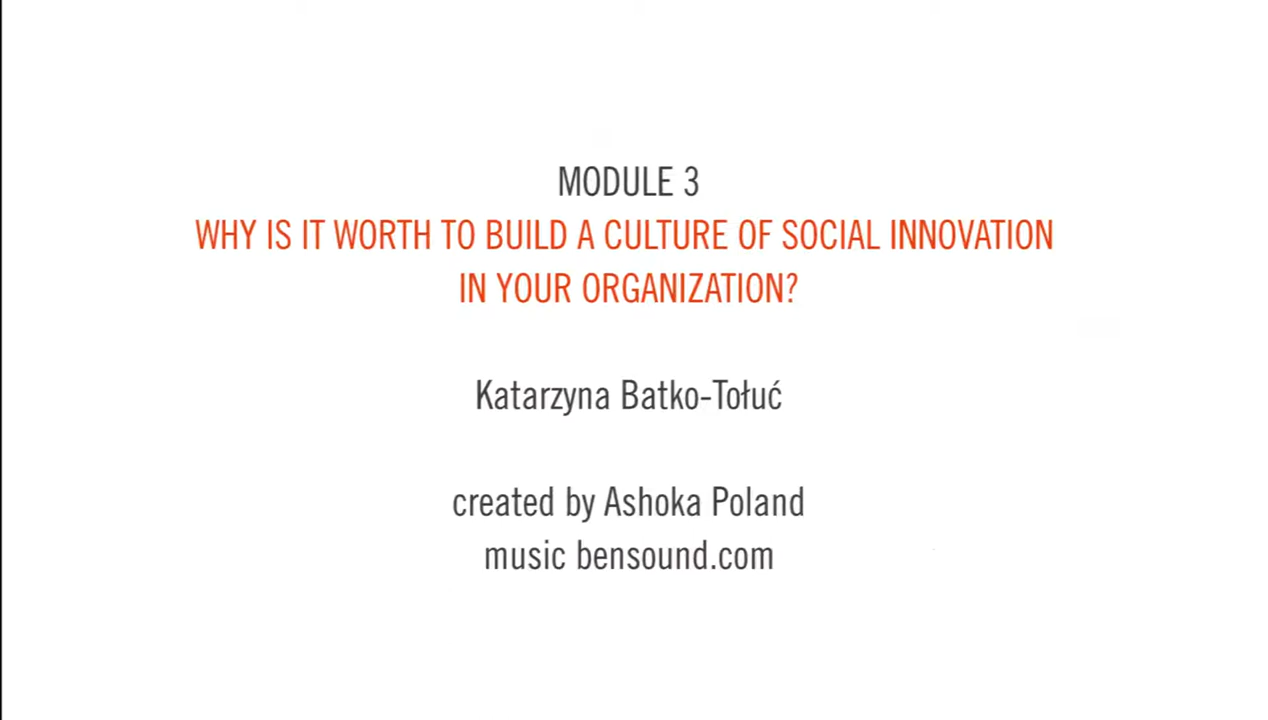 MODULE 3
WHY IS IT WORTH TO BUILD A CULTURE OF SOCIAL INNOVATION
IN YOUR ORGANIZATION?
Katarzyna Batko-Tołuć
created by Ashoka Poland
music bensound.com